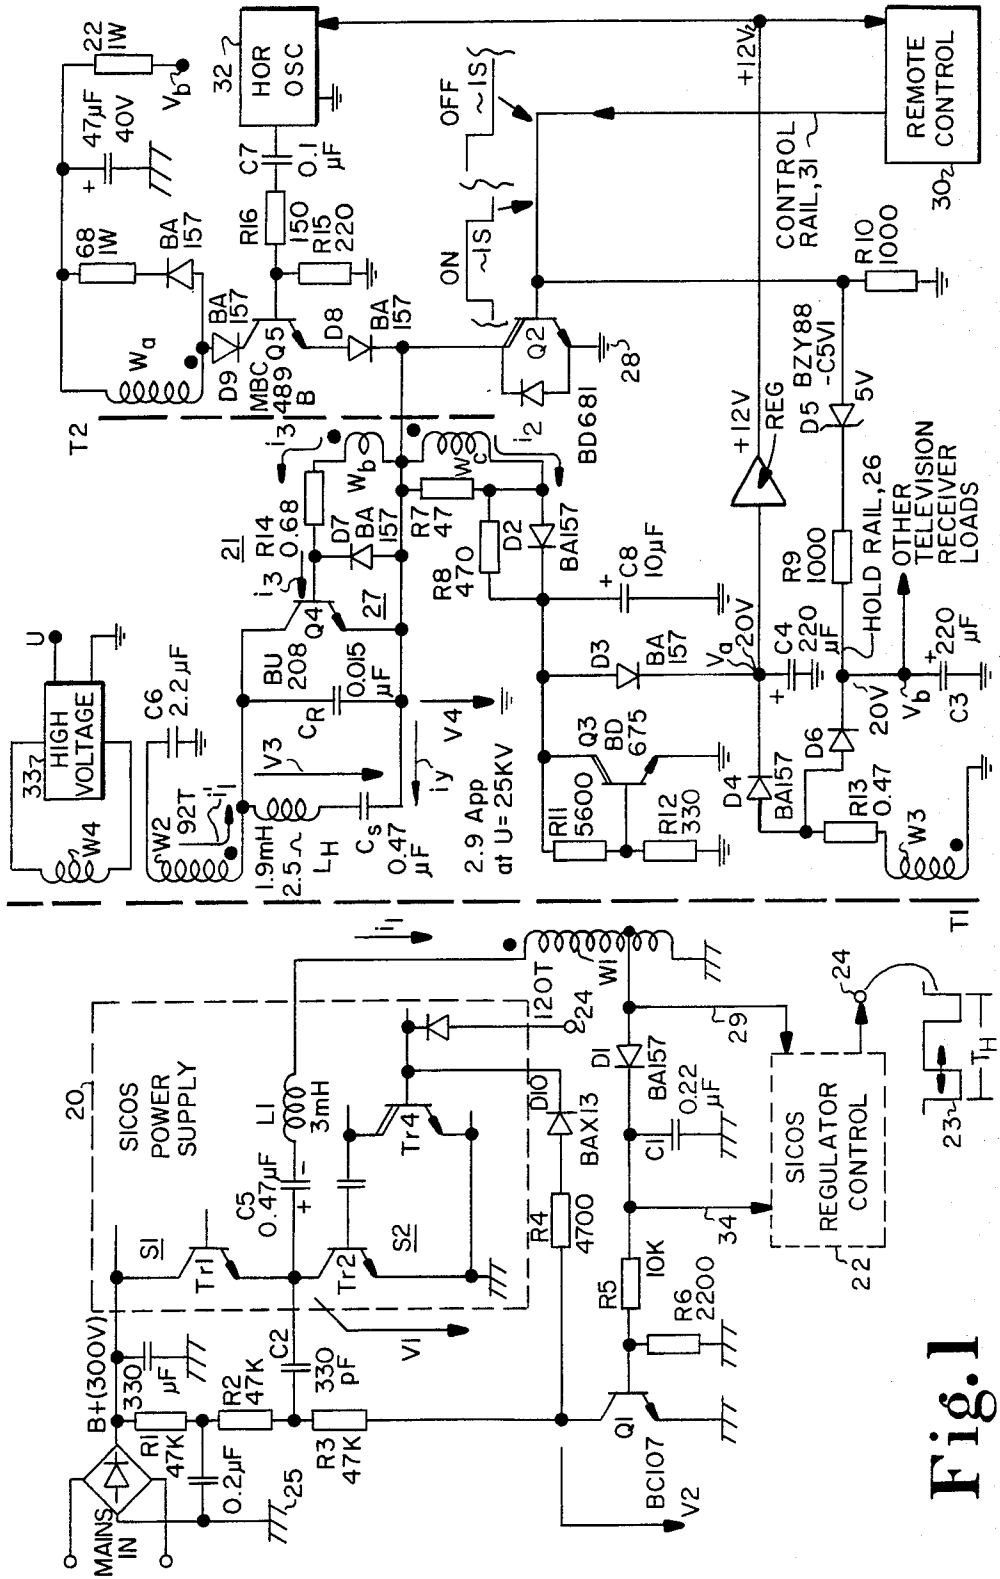 MAINS
IN
B+(300V)
330
µF
R1
47K
0.2µF
25
R2
47K
C2
330
pF
R3
47K
V1
V2
Q1
BC107
20
SICOS
POWER
SUPPLY
S1
Tr1
C5
0.47µF
+
−
L1
3mH
Tr2
S2
Tr4
R4
4700
D10
BAX13
24
R5
10K
R6
2200
C1
0.22
µF
D1
BA157
34
29
SICOS
REGULATOR
CONTROL
22
24
23
TH
i1
120T
W1
T1
W4
33
HIGH
VOLTAGE
U
W2
92T
i1
C6
2.2µF
1.9mH
2.5
LH
Cs
0.47
µF
V3
CR
0.015
µF
BU
208
Q4
27
21
i3
R14
0.68
D7
BA
157
i3
Wb
T2
iy
V4
2.9 App
at U=25KV
R7
47
R8
470
Wc
i2
D2
BA157
+
C8
10µF
R11
5600
R12
330
Q3
BD
675
D3
BA
157
Va
20V
D4
BA157
+
C4
220
µF
R13
0.47
W3
D6
20V
Vb
+
C3
220
µF
HOLD RAIL,26
OTHER
TELEVISION
RECEIVER
LOADS
R9
1000
+12V
REG
D5 BZY88
-C5V1
5V
R10
1000
Wa
68
1W
BA
157
+
47µF
40V
22
1W
Vb
D9
BA
157
MBC
489
B
Q5
D8
BA
157
R16
150
R15
220
C7
0.1
µF
32
HOR
OSC
Q2
BD681
28
ON
~1S
OFF
~1S
CONTROL
RAIL,31
+12V
30
REMOTE
CONTROL
Fig.1